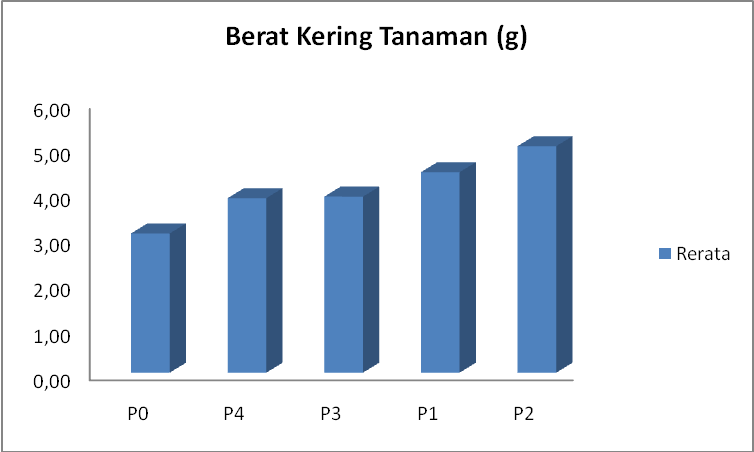 Berat Kering Tanaman (g)
6,00
5,00
4,00
3,00
2,00
1,00
0,00
P0 P4 P3 P1 P2
Rerata